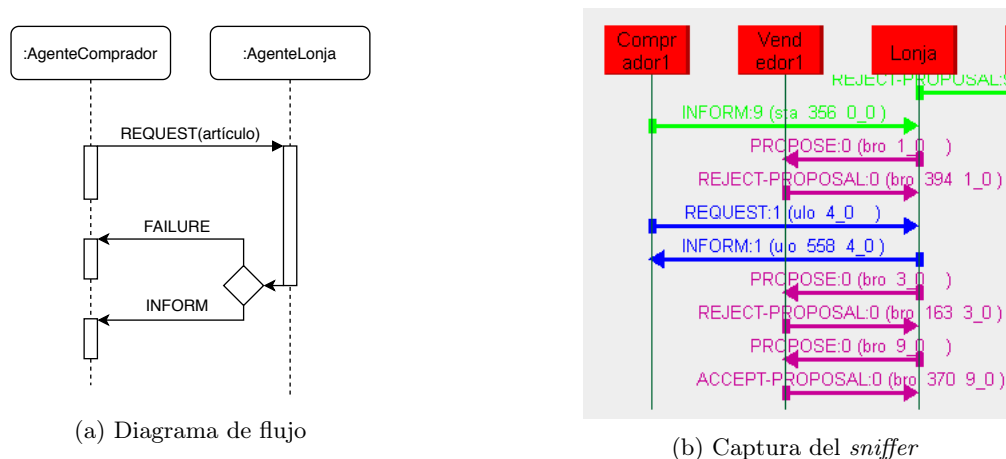 :AgenteComprador
:AgenteLonja
REQUEST(artículo)
FAILURE
INFORM
(a) Diagrama de flujo
Compr
ador1
Vend
edor1
Lonja
REJECT-PROPOSAL:
INFORM:9 (sta 356 0_0 )
PROPOSE:0 (bro 1_0 )
REJECT-PROPOSAL:0 (bro 394 1_0 )
REQUEST:1 (ulo 4_0 )
INFORM:1 (ulo 558 4_0 )
PROPOSE:0 (bro 3_0 )
REJECT-PROPOSAL:0 (bro 163 3_0 )
PROPOSE:0 (bro 9_0 )
ACCEPT-PROPOSAL:0 (bro 370 9_0 )
(b) Captura del sniffer